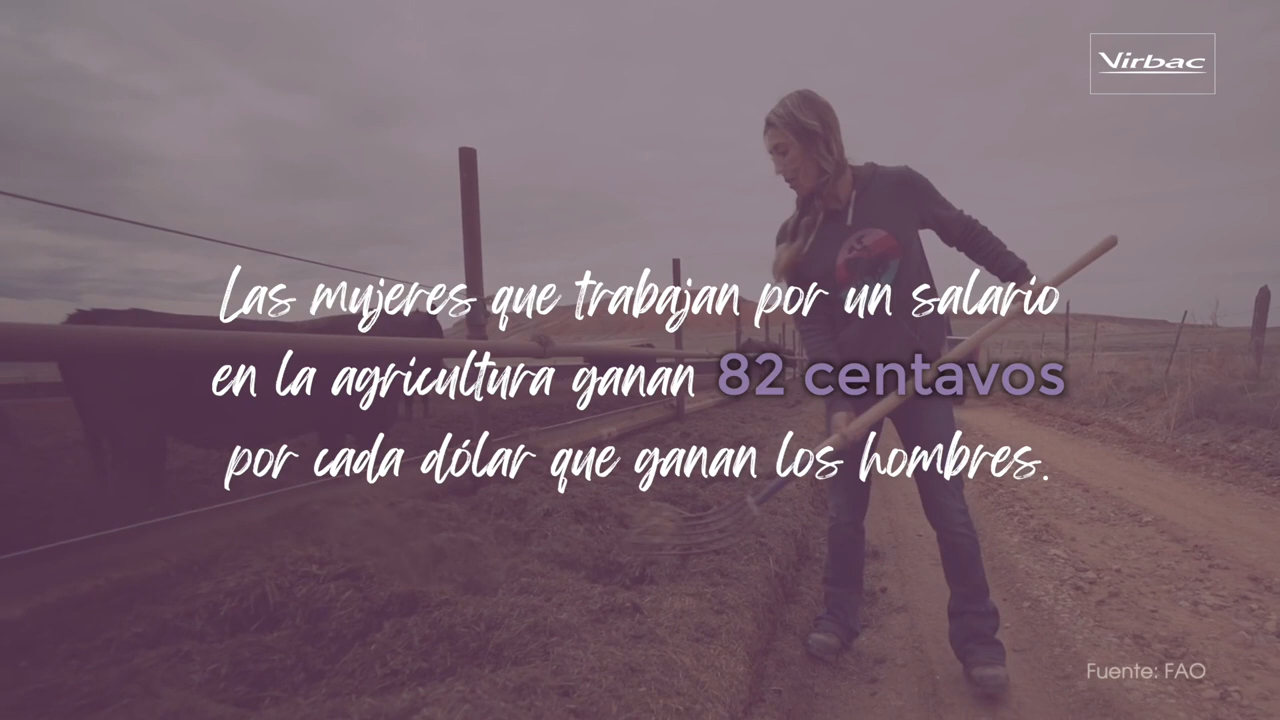 Virbac
Las mujeres que trabajan por un salario
en la agricultura ganan 82 centavos
por cada dólar que ganan los hombres.
Fuente: FAO